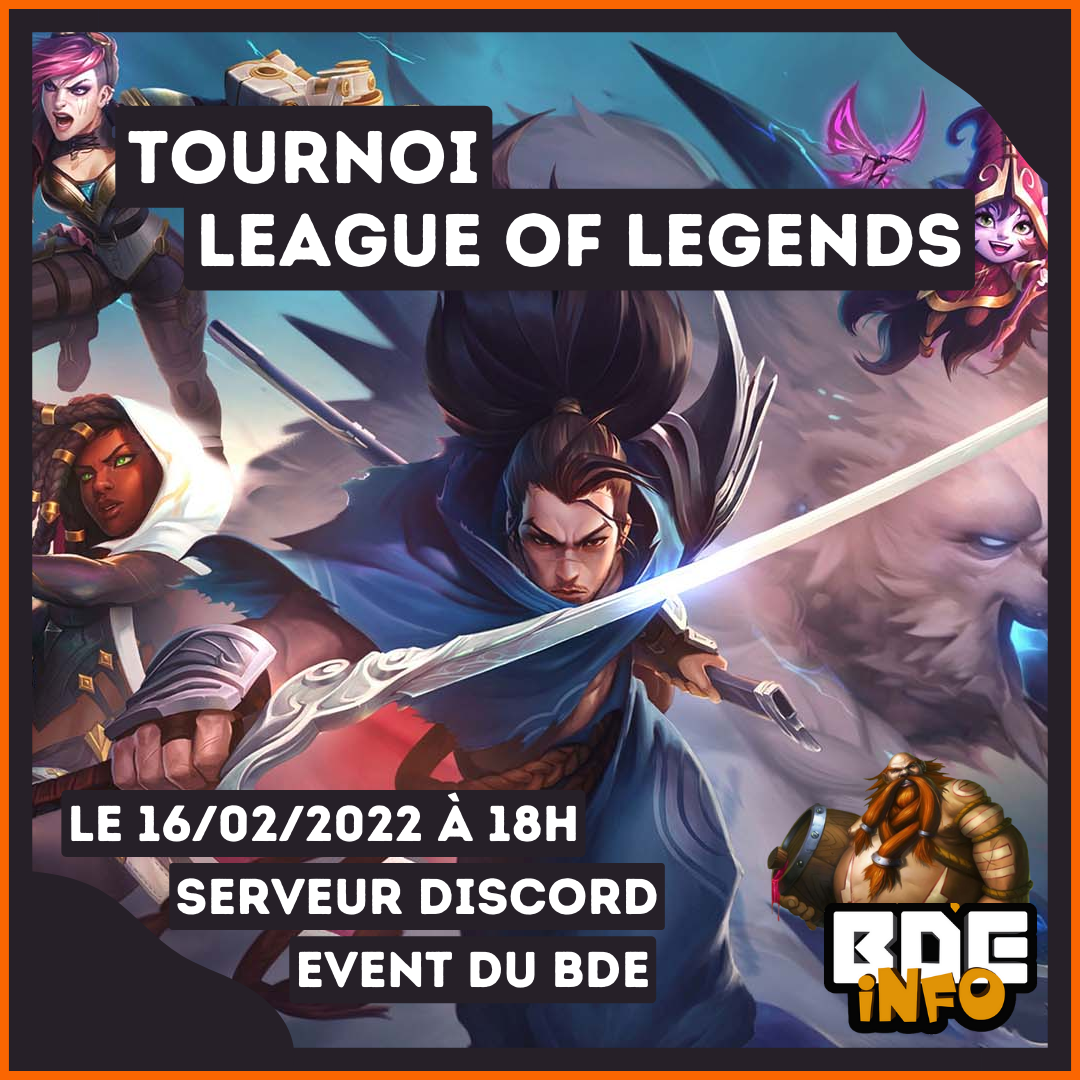 TOURNOI
LEAGUE OF LEGENDS
LE 16/02/2022 À 18H
SERVEUR DISCORD
EVENT DU BDE
BDE
iNFO